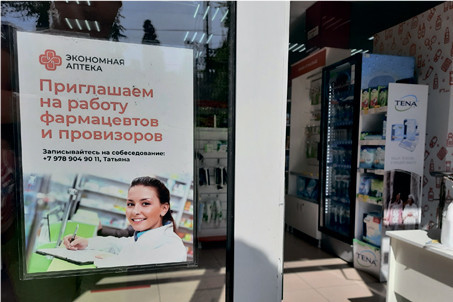 ЭКОНОМНАЯ
АПТЕКА
Приглашаем
на работу
фармацевтов
и провизоров
Записывайтесь на собеседование:
+7 978 904 90 11, Татьяна
TENA
TENA